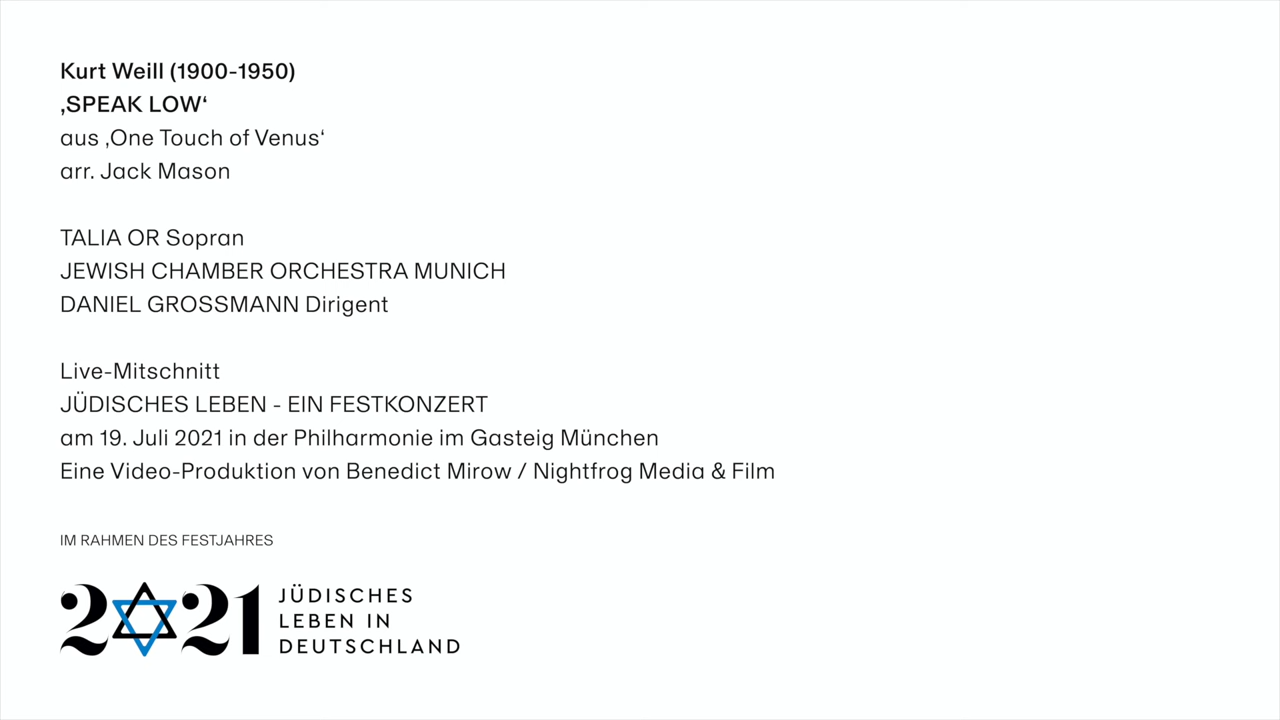 Kurt Weill (1900-1950)
‚SPEAK LOW‘
aus ‚One Touch of Venus‘
arr. Jack Mason
TALIA OR Sopran
JEWISH CHAMBER ORCHESTRA MUNICH
DANIEL GROSSMANN Dirigent
Live-Mitschnitt
JÜDISCHES LEBEN - EIN FESTKONZERT
am 19. Juli 2021 in der Philharmonie im Gasteig München
Eine Video-Produktion von Benedict Mirow / Nightfrog Media & Film
IM RAHMEN DES FESTJAHRES
2✡21
JÜDISCHES
LEBEN IN
DEUTSCHLAND